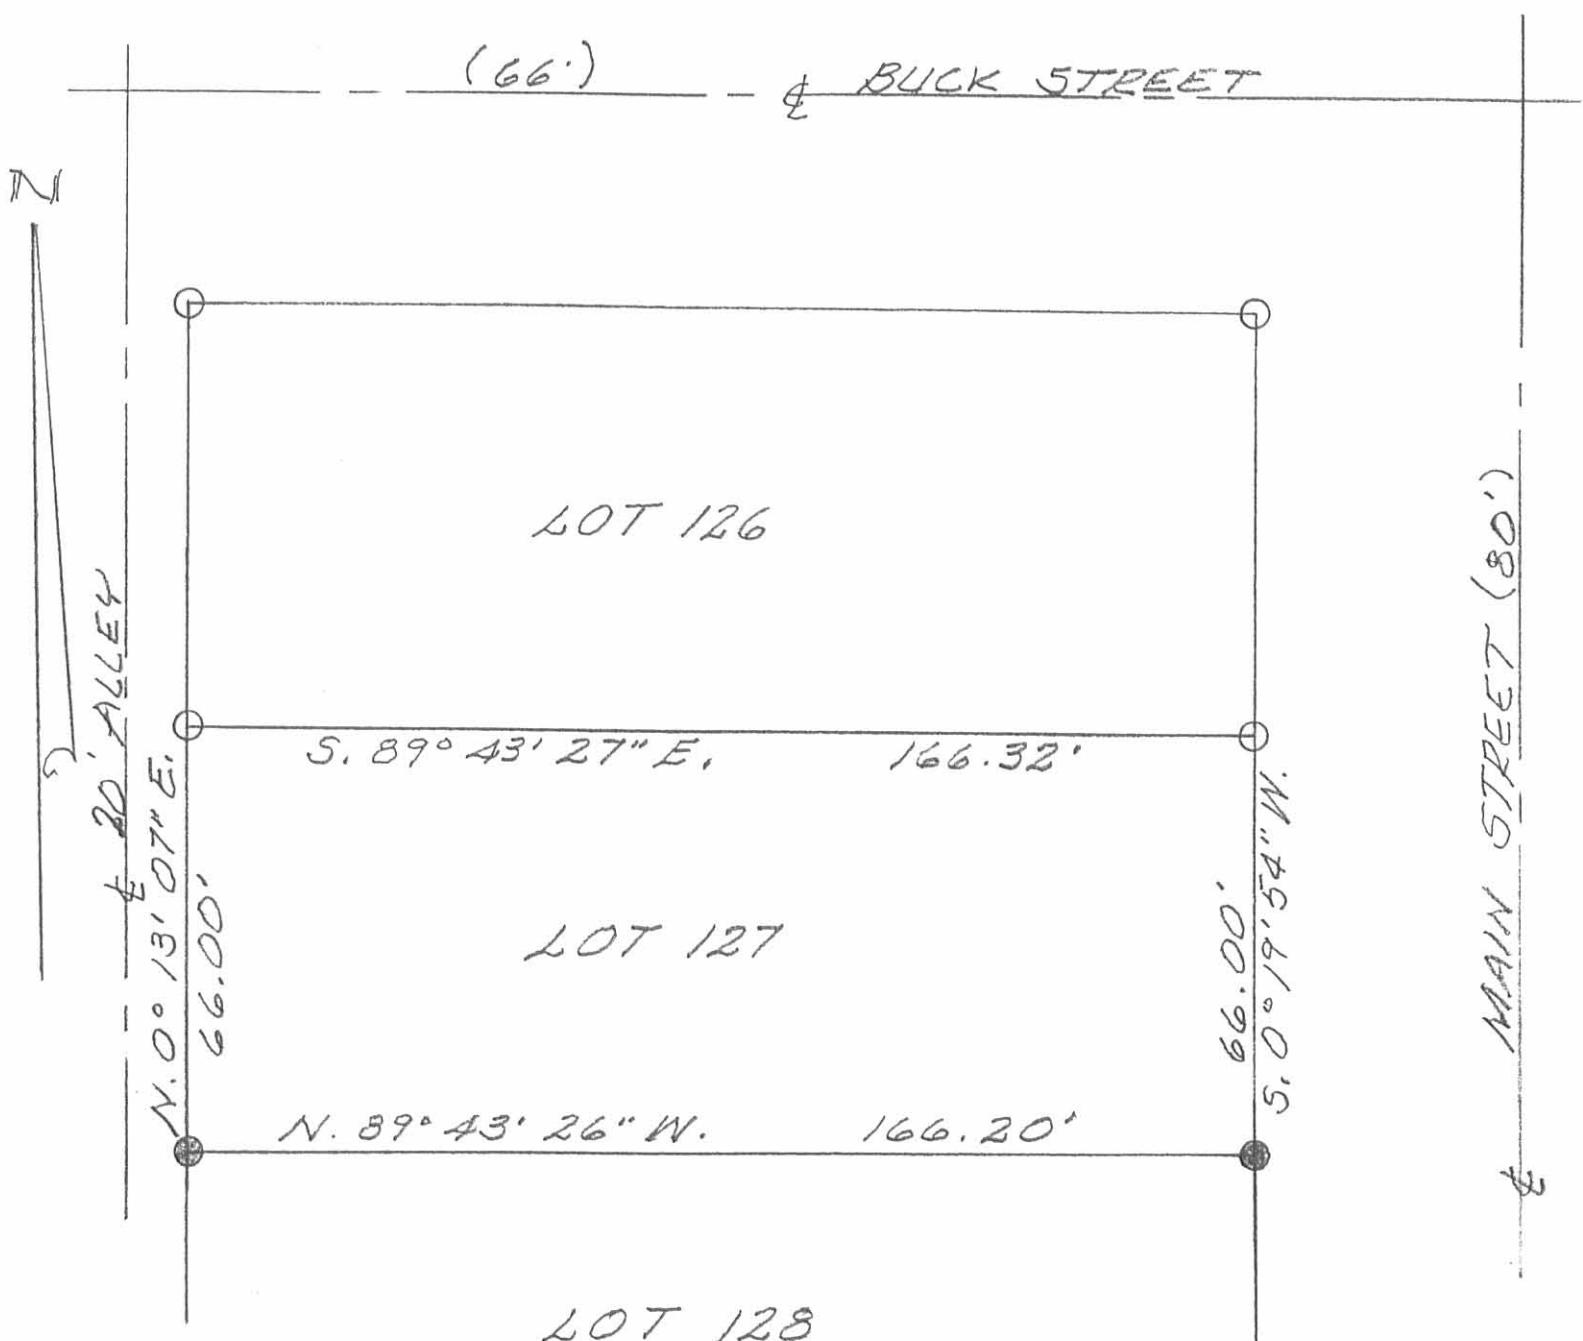 (66')
℄ BUCK STREET
N
LOT 126
20' ALLEY
℄
MAIN STREET (80')
℄
S. 89° 43' 27" E. 166.32'
N. 0° 13' 07" E.
66.00'
LOT 127
66.00'
S. 0° 19' 54" W.
N. 89° 43' 26" W. 166.20'
LOT 128